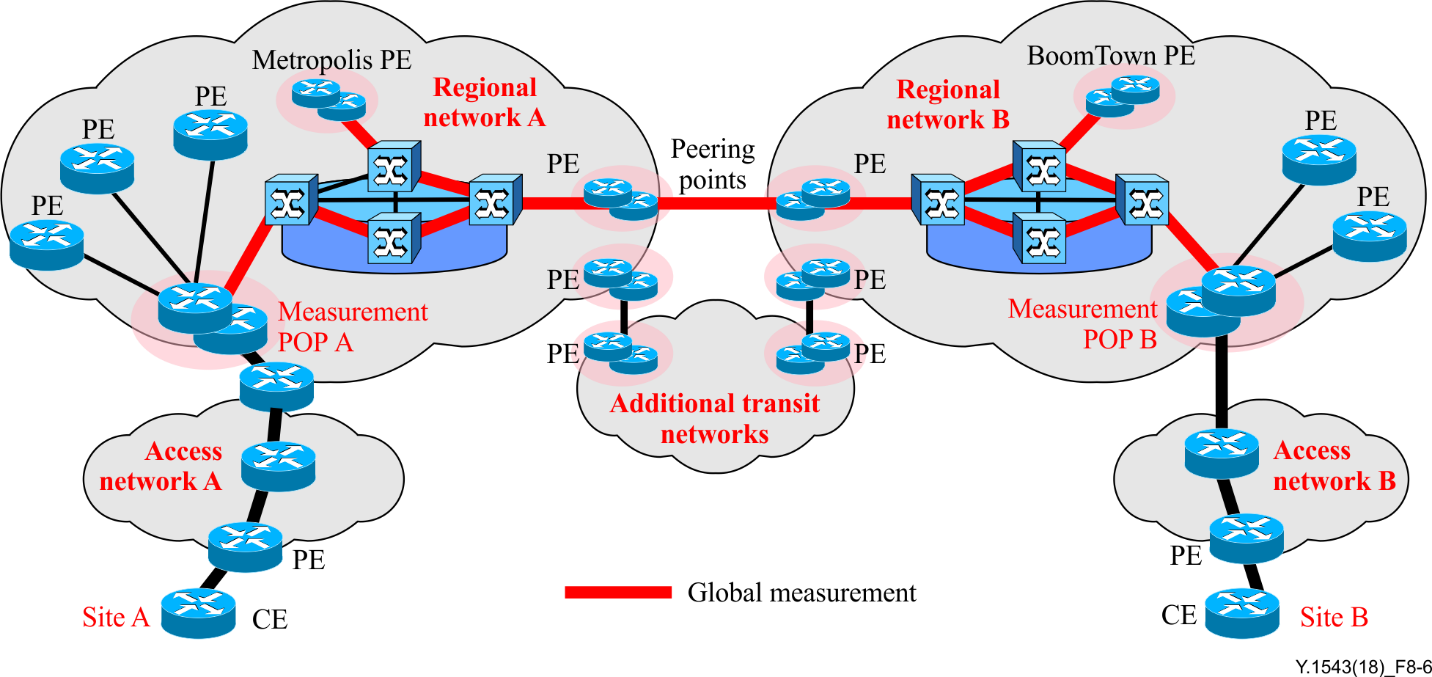 Metropolis PE
BoomTown PE
Regional
network A
Regional
network B
PE
PE
PE
PE
Peering
points
PE
PE
PE
PE
PE
Measurement
POP A
Measurement
POP B
PE
PE
Additional transit
networks
Access
network A
Access
network B
PE
PE
Global measurement
Site A
CE
CE
Site B
Y.1543(18)_F8-6